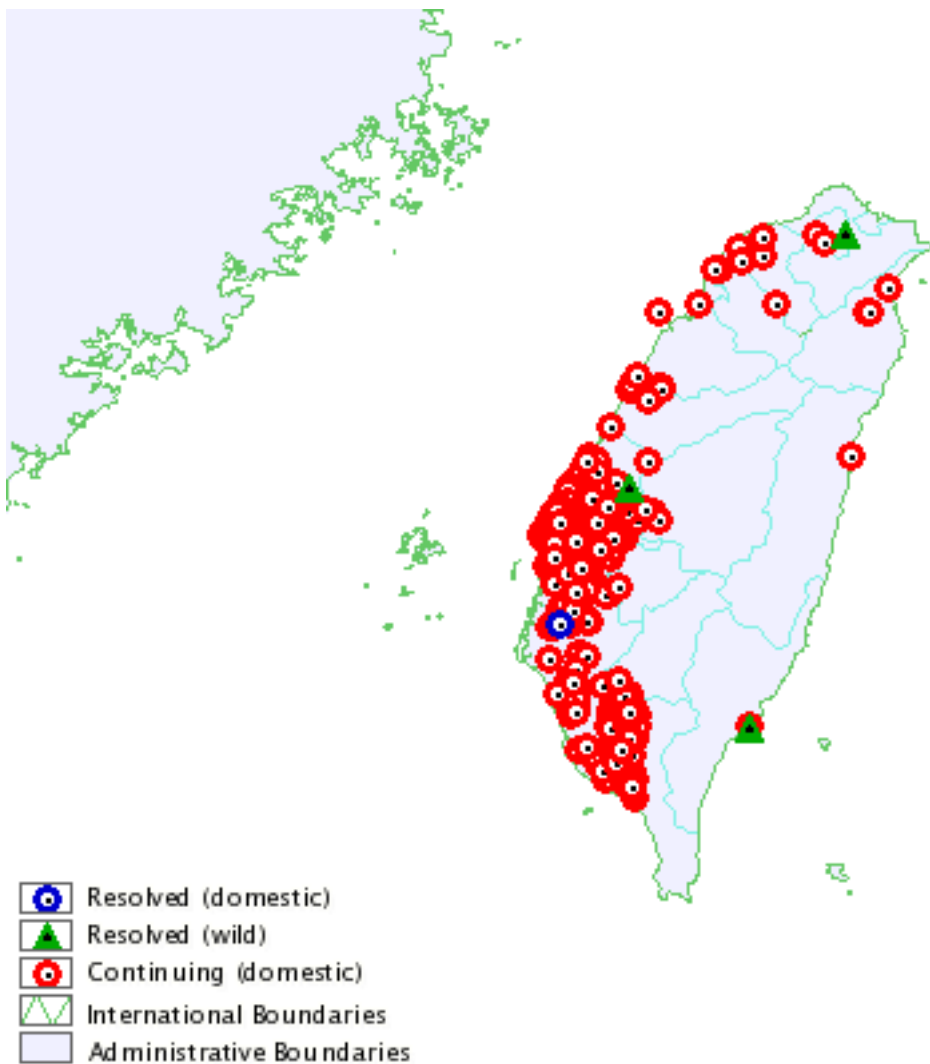 Resolved (domestic)
Resolved (wild)
Continuing (domestic)
International Boundaries
Administrative Boundaries